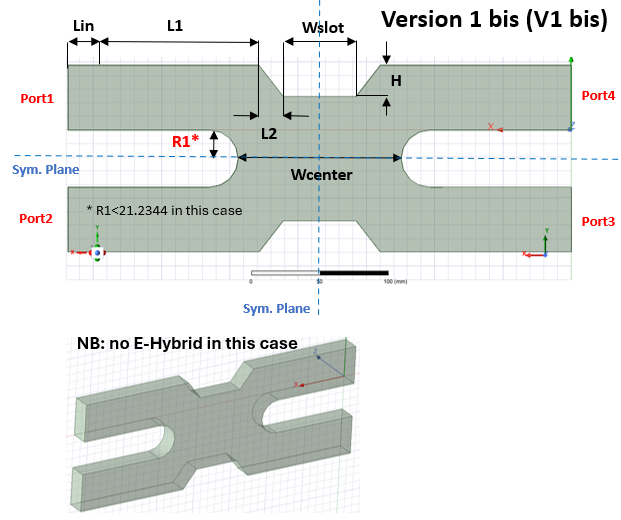 Version 1 bis (V1 bis)
Lin
L1
Wslot
H
Port1
Port4
L2
R1*
X
Z
Sym. Plane
Wcenter
* R1<21.2344 in this case
Port2
Port3
Y
Y
X
X
0
50
100 (mm)
Sym. Plane
NB: no E-Hybrid in this case
Z
X